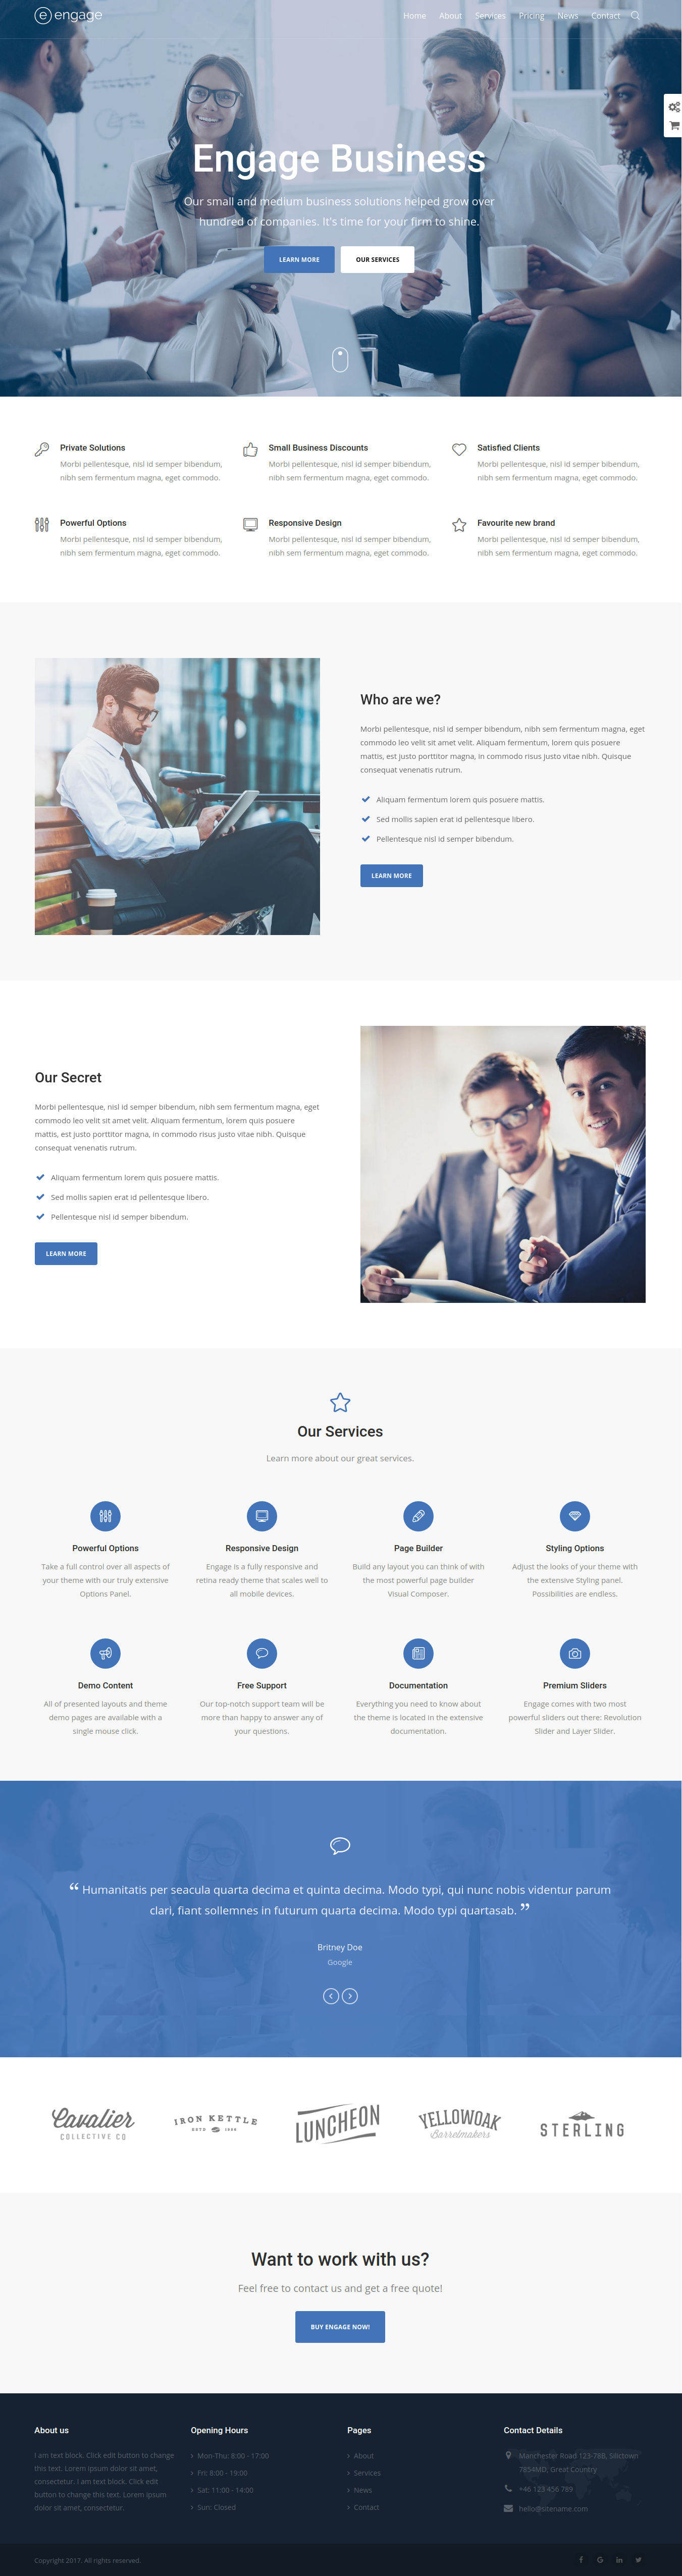 e engage
Home About Services Pricing News Contact
Engage Business
Our small and medium business solutions helped grow over
hundred of companies. It's time for your firm to shine.
LEARN MORE OUR SERVICES
Private Solutions
Morbi pellentesque, nisl id semper bibendum,
nibh sem fermentum magna, eget commodo.
Small Business Discounts
Morbi pellentesque, nisl id semper bibendum,
nibh sem fermentum magna, eget commodo.
Satisfied Clients
Morbi pellentesque, nisl id semper bibendum,
nibh sem fermentum magna, eget commodo.
Powerful Options
Morbi pellentesque, nisl id semper bibendum,
nibh sem fermentum magna, eget commodo.
Responsive Design
Morbi pellentesque, nisl id semper bibendum,
nibh sem fermentum magna, eget commodo.
Favourite new brand
Morbi pellentesque, nisl id semper bibendum,
nibh sem fermentum magna, eget commodo.
Who are we?
Morbi pellentesque, nisl id semper bibendum, nibh sem fermentum magna, eget
commodo leo velit sit amet velit. Aliquam fermentum, lorem quis posuere
mattis, est justo porttitor magna, in commodo risus justo vitae nibh. Quisque
consequat venenatis rutrum.
Aliquam fermentum lorem quis posuere mattis.
Sed mollis sapien erat id pellentesque libero.
Pellentesque nisl id semper bibendum.
LEARN MORE
Our Secret
Morbi pellentesque, nisl id semper bibendum, nibh sem fermentum magna, eget
commodo leo velit sit amet velit. Aliquam fermentum, lorem quis posuere
mattis, est justo porttitor magna, in commodo risus justo vitae nibh. Quisque
consequat venenatis rutrum.
Aliquam fermentum lorem quis posuere mattis.
Sed mollis sapien erat id pellentesque libero.
Pellentesque nisl id semper bibendum.
LEARN MORE
Our Services
Learn more about our great services.
Powerful Options
Take a full control over all aspects of
your theme with our truly extensive
Options Panel.
Responsive Design
Engage is a fully responsive and
retina ready theme that scales well to
all mobile devices.
Page Builder
Build any layout you can think of with
the most powerful page builder
Visual Composer.
Styling Options
Adjust the looks of your theme with
the extensive Styling panel.
Possibilities are endless.
Demo Content
All of presented layouts and theme
demo pages are available with a
single mouse click.
Free Support
Our top-notch support team will be
more than happy to answer any of
your questions.
Documentation
Everything you need to know about
the theme is located in the extensive
documentation.
Premium Sliders
Engage comes with two most
powerful sliders out there: Revolution
Slider and Layer Slider.
“ Humanitatis per seacula quarta decima et quinta decima. Modo typi, qui nunc nobis videntur parum
clari, fiant sollemnes in futurum quarta decima. Modo typi quartasab. ”
Britney Doe
Google
Cavalier
COLLECTIVE CO
IRON KETTLE
ESTD 1989
LUNCHEON
YELLOWOAK
Barrelmakers
STERLING
Want to work with us?
Feel free to contact us and get a free quote!
BUY ENGAGE NOW!
About us
I am text block. Click edit button to change
this text. Lorem ipsum dolor sit amet,
consectetur. I am text block. Click edit
button to change this text. Lorem ipsum
dolor sit amet, consectetur.
Opening Hours
Mon-Thu: 8:00 - 17:00
Fri: 8:00 - 19:00
Sat: 11:00 - 14:00
Sun: Closed
Pages
About
Services
News
Contact
Contact Details
Manchester Road 123-78B, Silictown
7854MD, Great Country
+46 123 456 789
hello@sitename.com
Copyright 2017. All rights reserved.